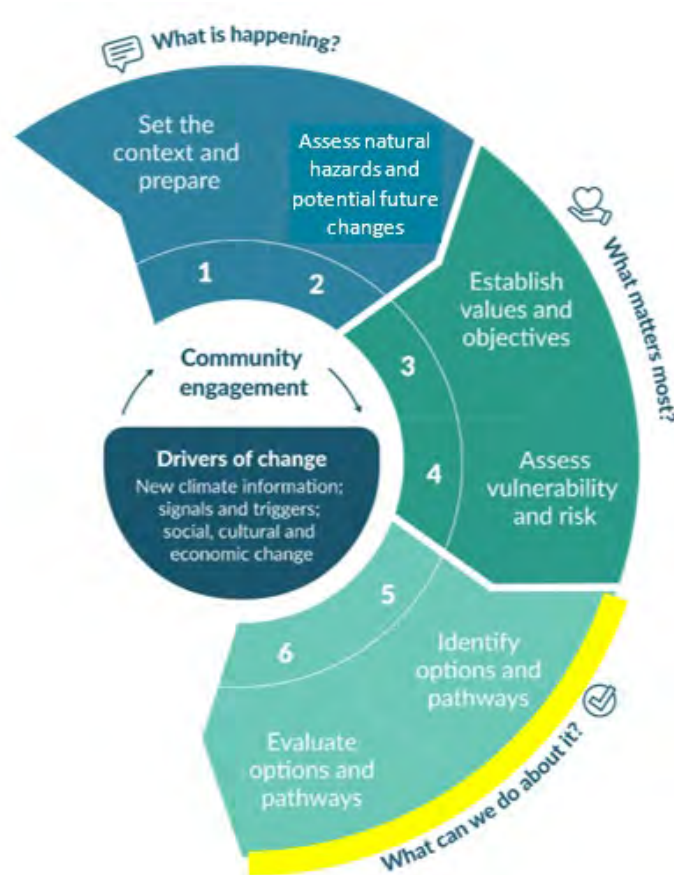 What is happening?
Set the
context and
prepare
Assess natural
hazards and
potential future
changes
1
2
What matters most?
Establish
values and
objectives
3
Assess
vulnerability
and risk
4
Community
engagement
Drivers of change
New climate information;
signals and triggers;
social, cultural and
economic change
5
Identify
options and
pathways
6
Evaluate
options and
pathways
What can we do about it?